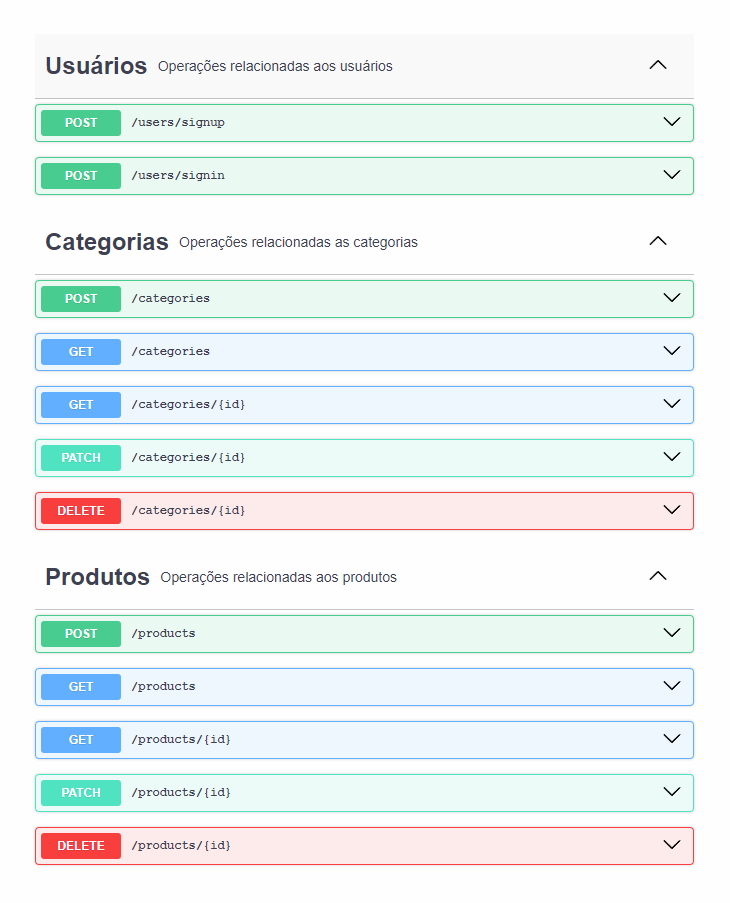 Usuários Operações relacionadas aos usuários
POST /users/signup
POST /users/signin
Categorias Operações relacionadas as categorias
POST /categories
GET /categories
GET /categories/{id}
PATCH /categories/{id}
DELETE /categories/{id}
Produtos Operações relacionadas aos produtos
POST /products
GET /products
GET /products/{id}
PATCH /products/{id}
DELETE /products/{id}